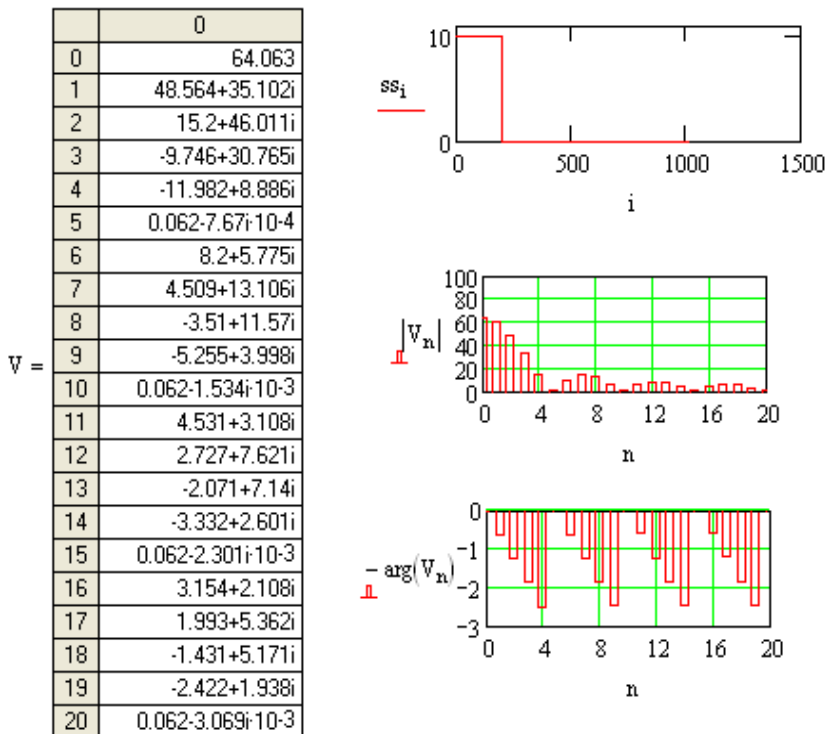 V =
0
0 64.063
1 48.564+35.102i
2 15.2+46.011i
3 -9.746+30.765i
4 -11.982+8.886i
5 0.062-7.67i·10-4
6 8.2+5.775i
7 4.509+13.106i
8 -3.51+11.57i
9 -5.255+3.998i
10 0.062-1.534i·10-3
11 4.531+3.108i
12 2.727+7.621i
13 -2.071+7.14i
14 -3.332+2.601i
15 0.062-2.301i·10-3
16 3.154+2.108i
17 1.993+5.362i
18 -1.431+5.171i
19 -2.422+1.938i
20 0.062-3.069i·10-3
10
ss_i
0
0 500 1000 1500
i
100
80
60
40
20
0
|V_n|
0 4 8 12 16 20
n
0
-1
-2
-3
- arg(V_n)
0 4 8 12 16 20
n